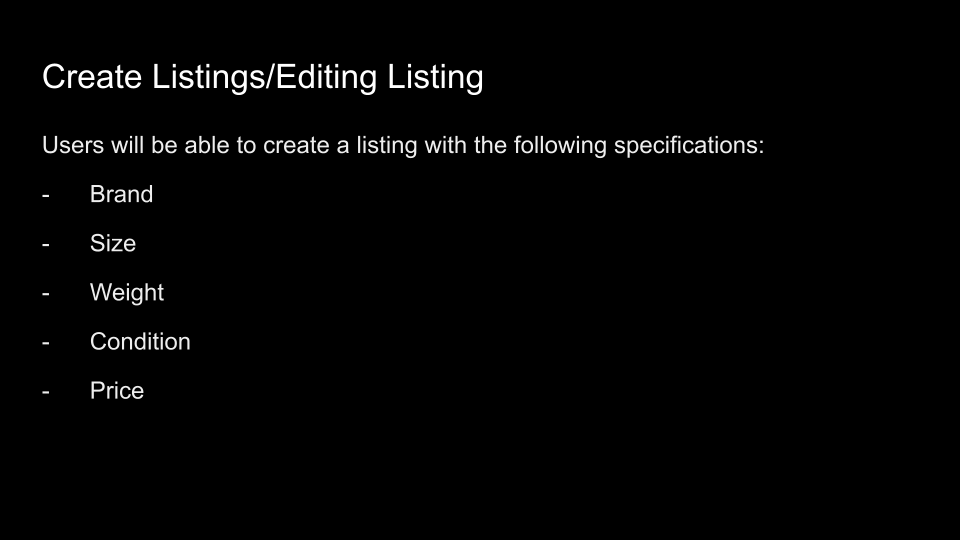 Create Listings/Editing Listing
Users will be able to create a listing with the following specifications:
- Brand
- Size
- Weight
- Condition
- Price